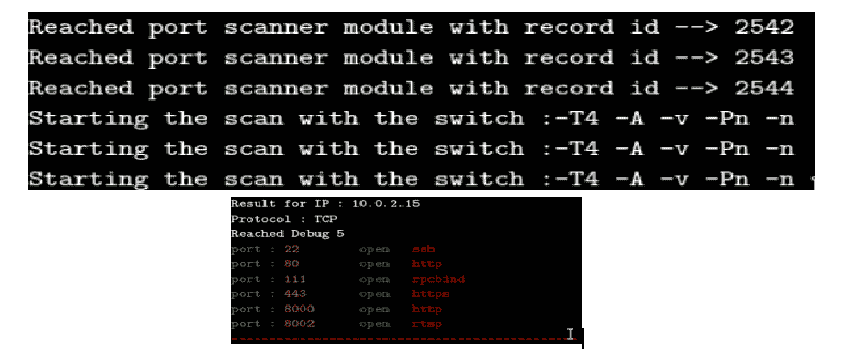 Reached port scanner module with record id --> 2542
Reached port scanner module with record id --> 2543
Reached port scanner module with record id --> 2544
Starting the scan with the switch :-T4 -A -v -Pn -n
Starting the scan with the switch :-T4 -A -v -Pn -n
Starting the scan with the switch :-T4 -A -v -Pn -n
Result for IP : 10.0.2.15
Protocol : TCP
Reached Debug 5
port : 22 open ssh
port : 80 open http
port : 111 open rpcbind
port : 443 open https
port : 8000 open http
port : 8002 open rtsp